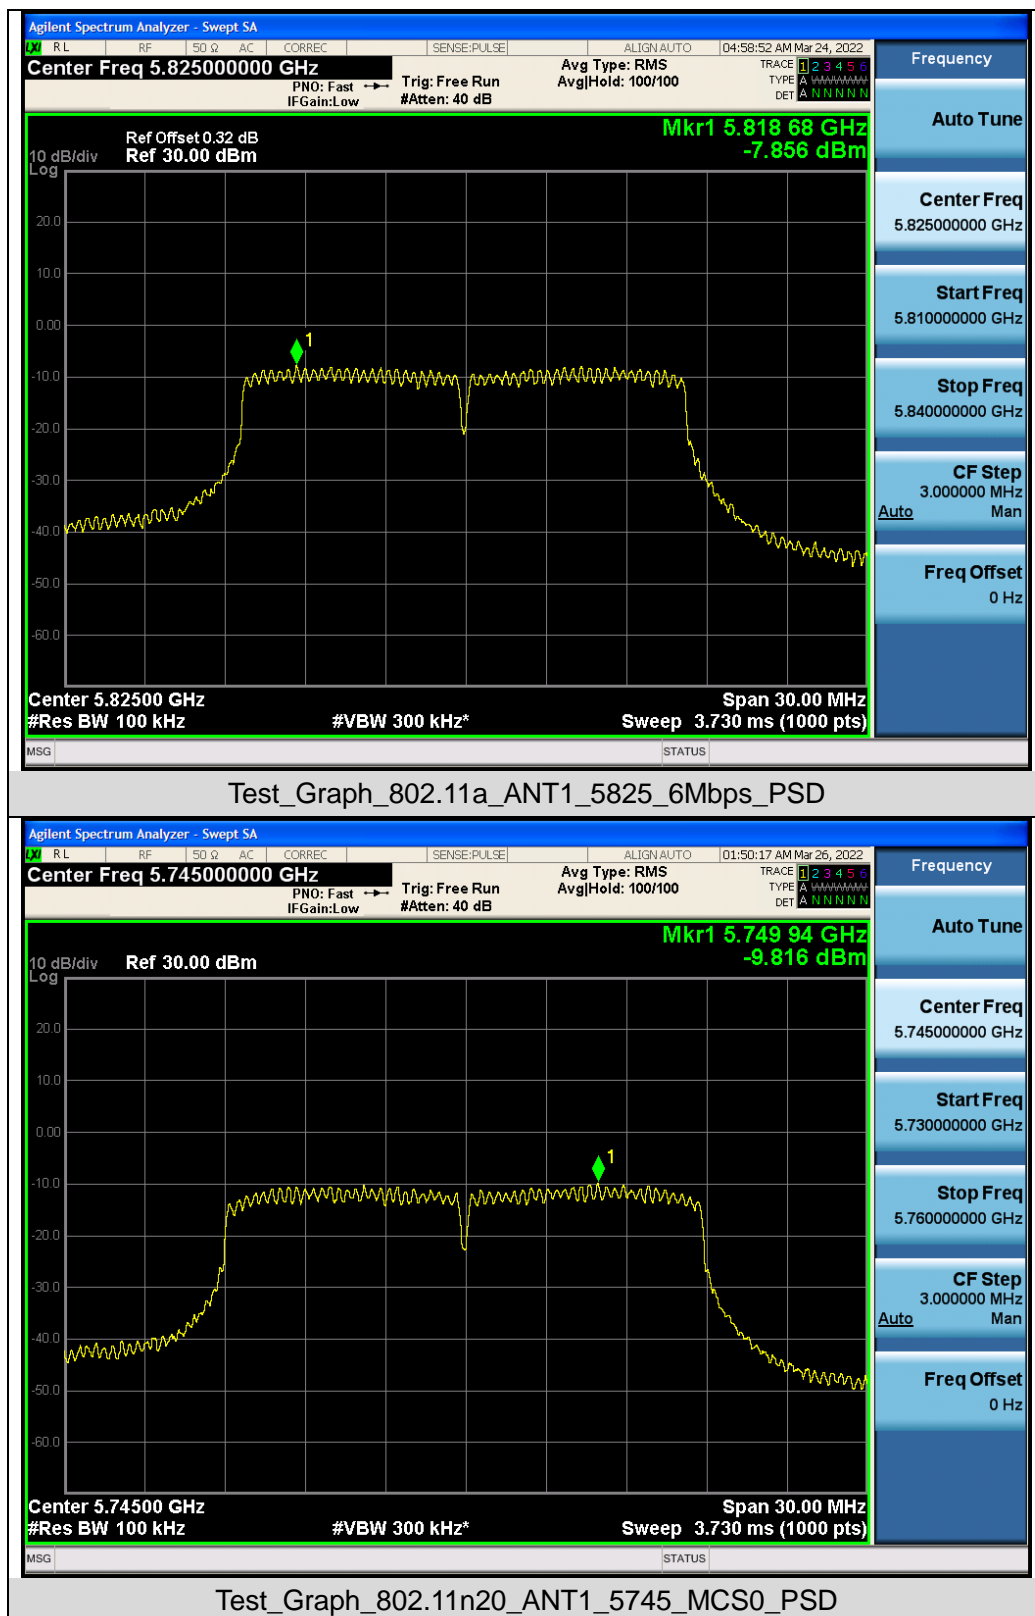 Agilent Spectrum Analyzer - Swept SA
LXI RL RF 50 Ω AC CORREC SENSE:PULSE ALIGN AUTO 04:58:52 AM Mar 24, 2022
Center Freq 5.825000000 GHz
PNO: Fast
IFGain:Low
Trig: Free Run
#Atten: 40 dB
Avg Type: RMS
Avg|Hold: 100/100
TRACE 1 2 3 4 5 6
TYPE A WWWWW
DET A N N N N N
Mkr1 5.818 68 GHz
-7.856 dBm
Ref Offset 0.32 dB
10 dB/div Ref 30.00 dBm
Log
20.0
10.0
0.00
1
-10.0
-20.0
-30.0
-40.0
-50.0
-60.0
Center 5.82500 GHz Span 30.00 MHz
#Res BW 100 kHz #VBW 300 kHz* Sweep 3.730 ms (1000 pts)
MSG STATUS
Frequency
Auto Tune
Center Freq
5.825000000 GHz
Start Freq
5.810000000 GHz
Stop Freq
5.840000000 GHz
CF Step
3.000000 MHz
Auto Man
Freq Offset
0 Hz
Test_Graph_802.11a_ANT1_5825_6Mbps_PSD
Agilent Spectrum Analyzer - Swept SA
LXI RL RF 50 Ω AC CORREC SENSE:PULSE ALIGN AUTO 01:50:17 AM Mar 26, 2022
Center Freq 5.745000000 GHz
PNO: Fast
IFGain:Low
Trig: Free Run
#Atten: 40 dB
Avg Type: RMS
Avg|Hold: 100/100
TRACE 1 2 3 4 5 6
TYPE A WWWWW
DET A N N N N N
Mkr1 5.749 94 GHz
-9.816 dBm
10 dB/div Ref 30.00 dBm
Log
20.0
10.0
0.00
1
-10.0
-20.0
-30.0
-40.0
-50.0
-60.0
Center 5.74500 GHz Span 30.00 MHz
#Res BW 100 kHz #VBW 300 kHz* Sweep 3.730 ms (1000 pts)
MSG STATUS
Frequency
Auto Tune
Center Freq
5.745000000 GHz
Start Freq
5.730000000 GHz
Stop Freq
5.760000000 GHz
CF Step
3.000000 MHz
Auto Man
Freq Offset
0 Hz
Test_Graph_802.11n20_ANT1_5745_MCS0_PSD